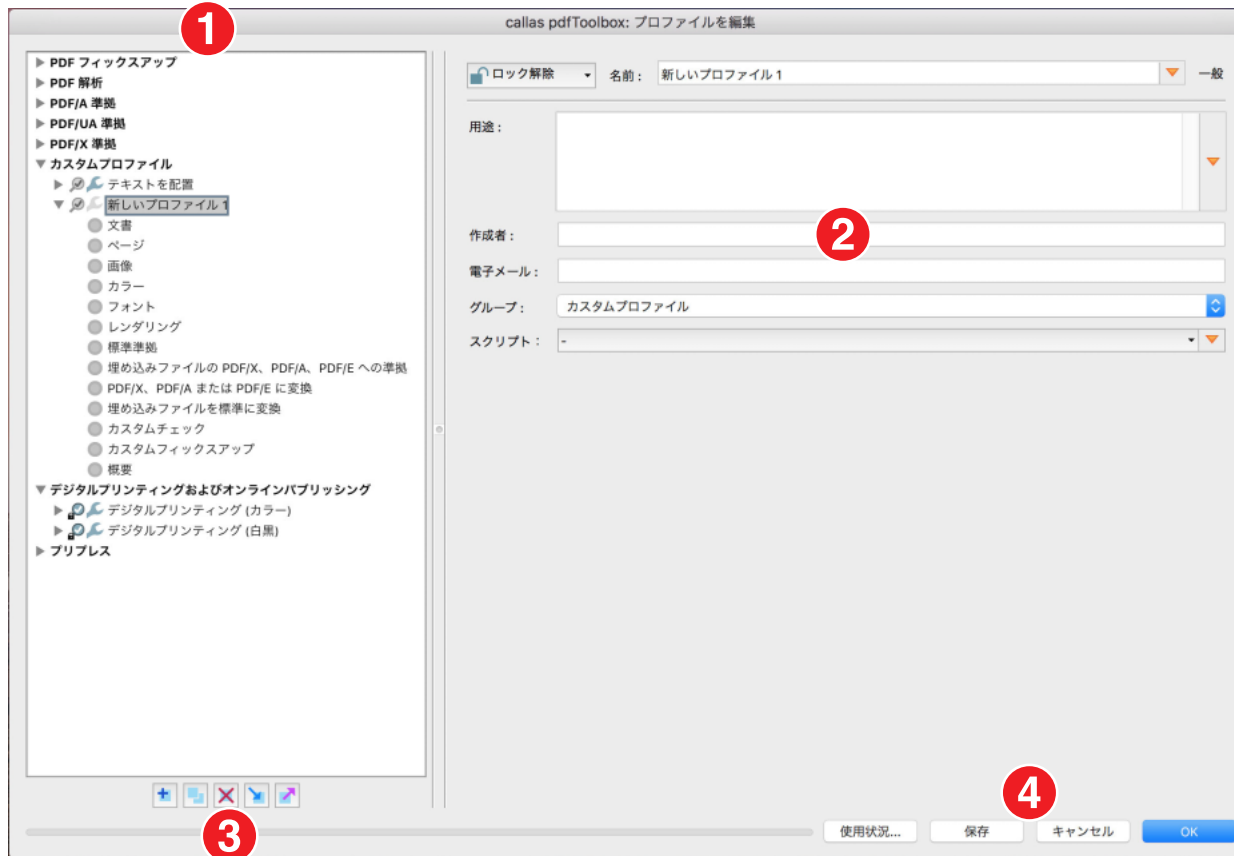 callas pdfToolbox: プロファイルを編集
1
PDF フィックスアップ
PDF 解析
PDF/A 準拠
PDF/UA 準拠
PDF/X 準拠
カスタムプロファイル
テキストを配置
新しいプロファイル 1
文書
ページ
画像
カラー
フォント
レンダリング
標準準拠
埋め込みファイルの PDF/X、PDF/A、PDF/E への準拠
PDF/X、PDF/A または PDF/E に変換
埋め込みファイルを標準に変換
カスタムチェック
カスタムフィックスアップ
概要
デジタルプリンティングおよびオンラインパブリッシング
デジタルプリンティング (カラー)
デジタルプリンティング (白黒)
プリプレス
3
ロック解除 名前: 新しいプロファイル 1 一般
用途:
2
作成者:
電子メール:
グループ: カスタムプロファイル
スクリプト: -
4
使用状況... 保存 キャンセル OK